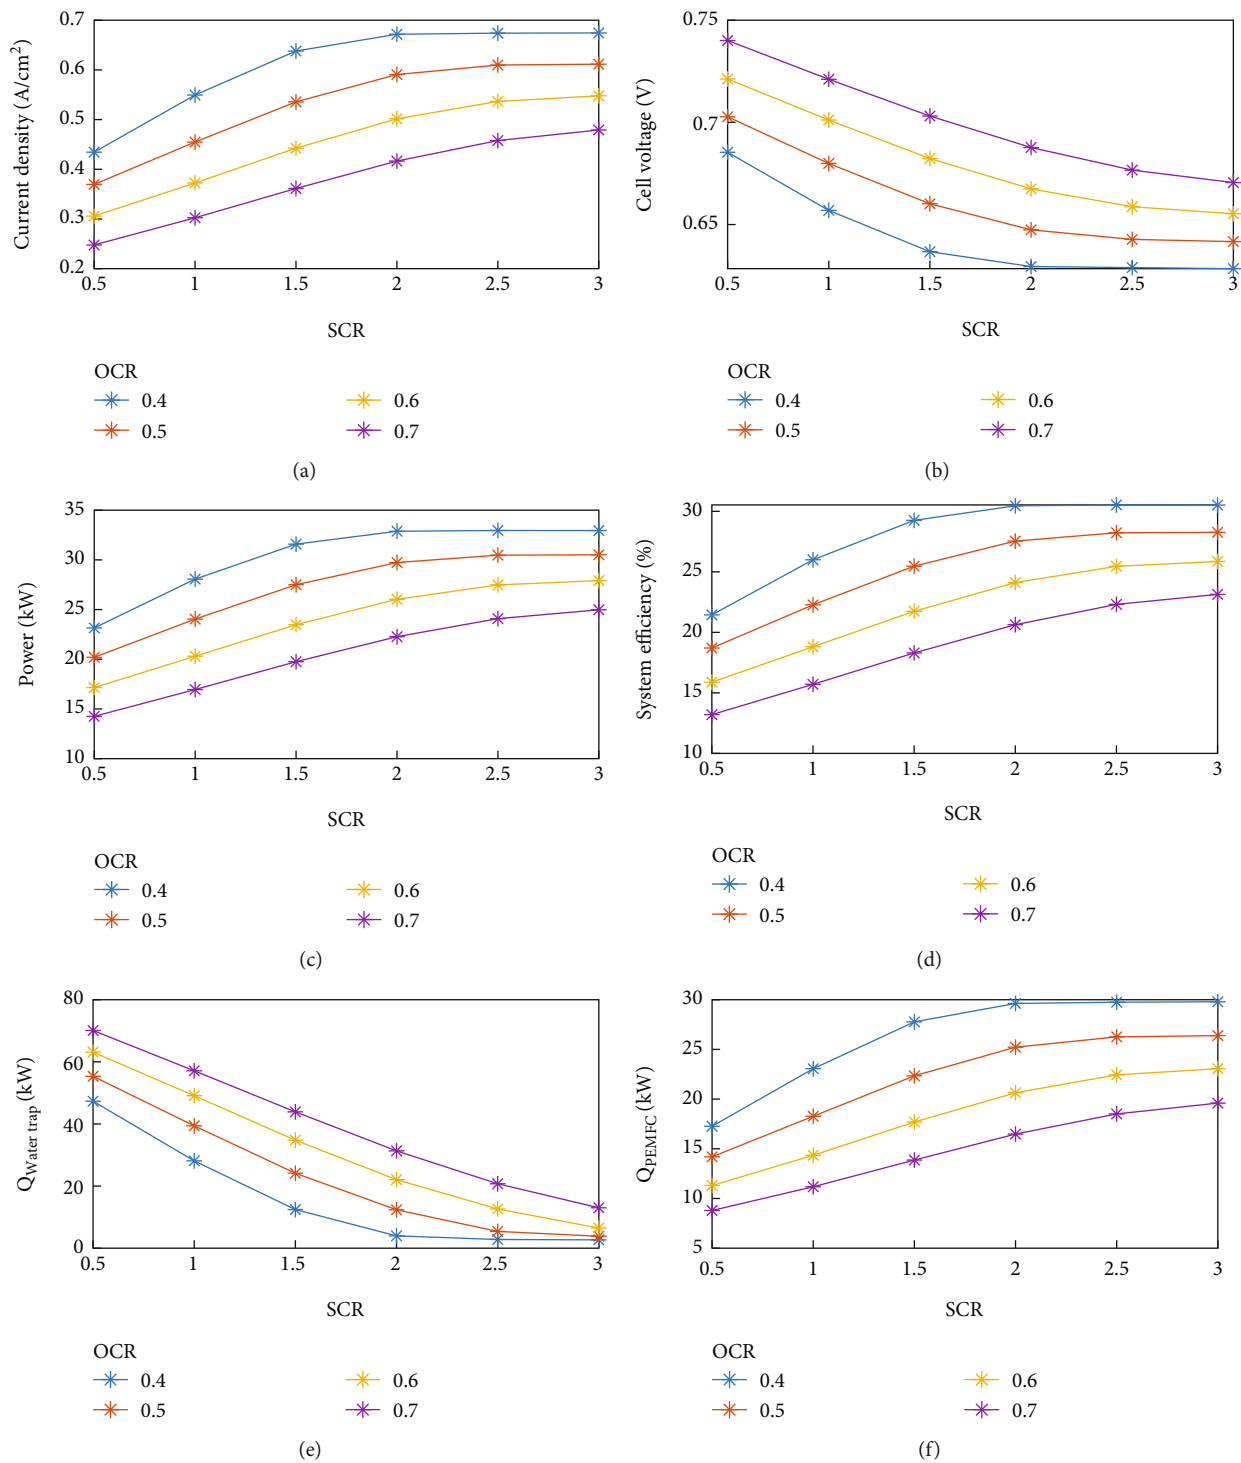 Current density (A/cm²)
0.7
0.6
0.5
0.4
0.3
0.2
0.5 1 1.5 2 2.5 3
SCR
OCR
0.4 0.6
0.5 0.7
(a)
Cell voltage (V)
0.75
0.7
0.65
0.5 1 1.5 2 2.5 3
SCR
OCR
0.4 0.6
0.5 0.7
(b)
Power (kW)
35
30
25
20
15
10
0.5 1 1.5 2 2.5 3
SCR
OCR
0.4 0.6
0.5 0.7
(c)
System efficiency (%)
30
25
20
15
10
0.5 1 1.5 2 2.5 3
SCR
OCR
0.4 0.6
0.5 0.7
(d)
Q_Water trap (kW)
80
60
40
20
0
0.5 1 1.5 2 2.5 3
SCR
OCR
0.4 0.6
0.5 0.7
(e)
Q_PEMFC (kW)
30
25
20
15
10
5
0.5 1 1.5 2 2.5 3
SCR
OCR
0.4 0.6
0.5 0.7
(f)